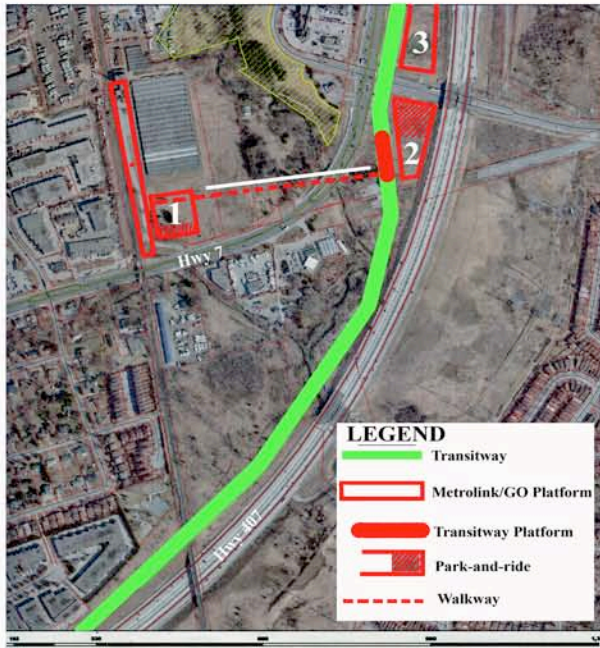 3
2
1
Hwy 7
Hwy 407
LEGEND
Transitway
Metrolink/GO Platform
Transitway Platform
Park-and-ride
Walkway